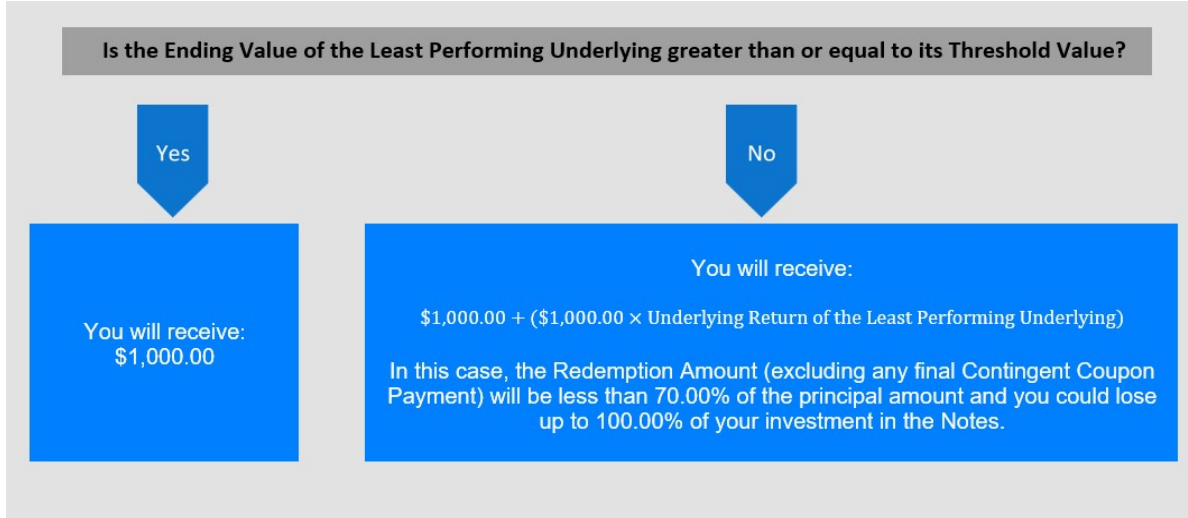 Is the Ending Value of the Least Performing Underlying greater than or equal to its Threshold Value?
Yes
No
You will receive:
$1,000.00
You will receive:
$1,000.00 + ($1,000.00 × Underlying Return of the Least Performing Underlying)
In this case, the Redemption Amount (excluding any final Contingent Coupon
Payment) will be less than 70.00% of the principal amount and you could lose
up to 100.00% of your investment in the Notes.